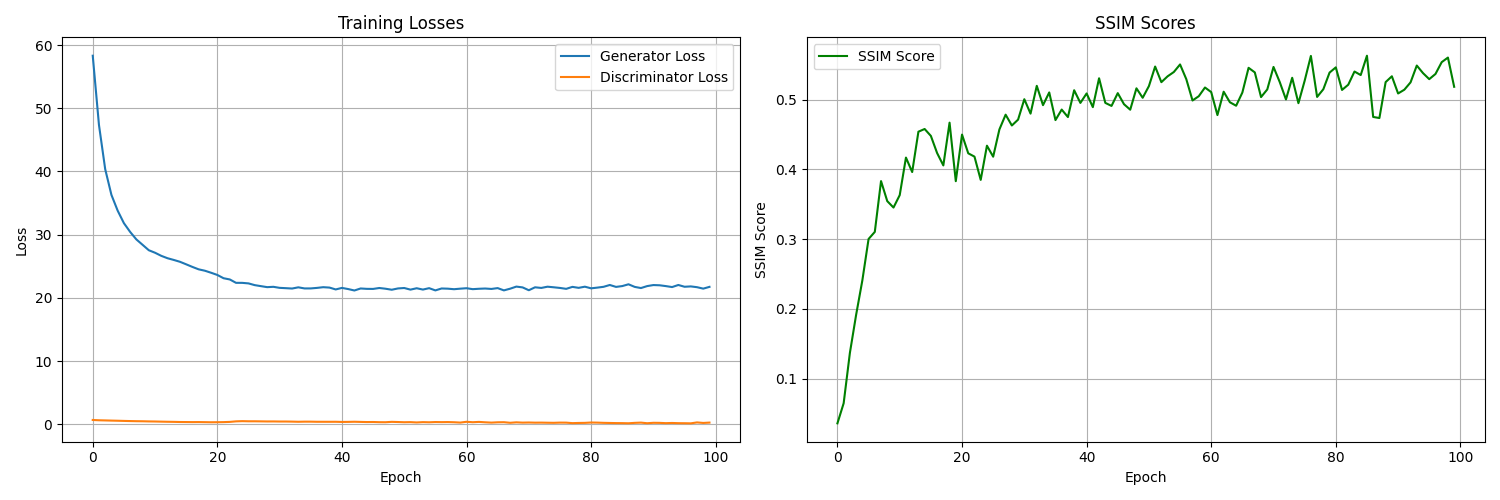 Training Losses
60
50
40
30
20
10
0
Loss
Generator Loss
Discriminator Loss
0
20
40
60
80
100
Epoch
SSIM Scores
0.5
0.4
0.3
0.2
0.1
SSIM Score
SSIM Score
0
20
40
60
80
100
Epoch